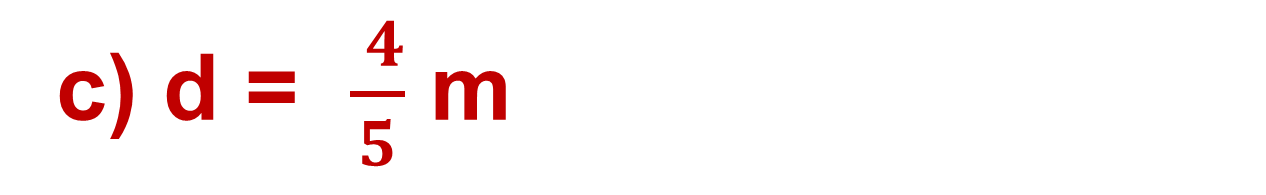 c) d = 4/5 m